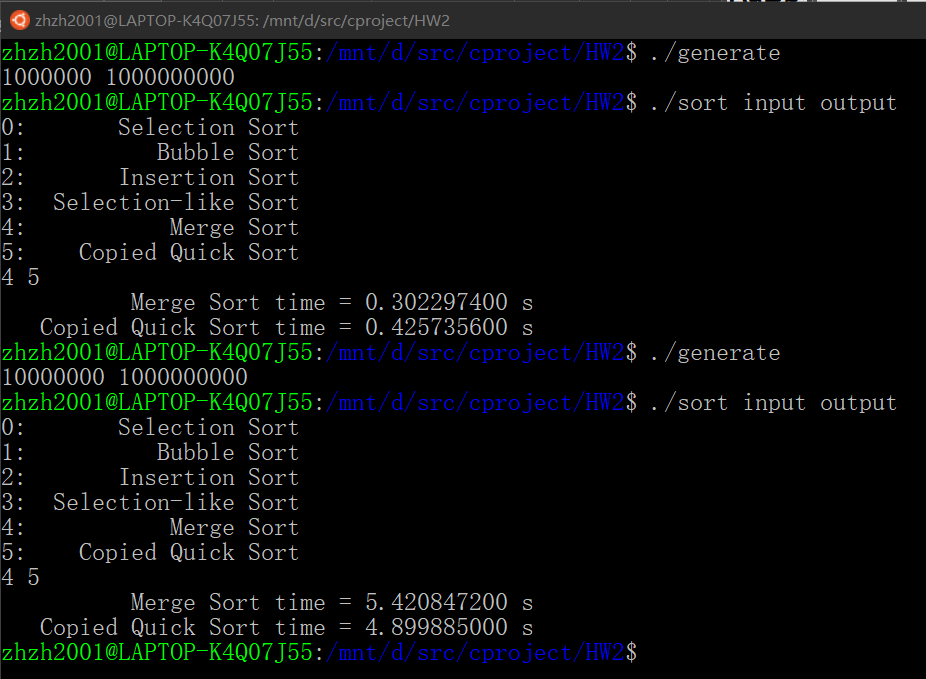 zhzh2001@LAPTOP-K4Q07J55: /mnt/d/src/cproject/HW2
zhzh2001@LAPTOP-K4Q07J55:/mnt/d/src/cproject/HW2$ ./generate
1000000 1000000000
zhzh2001@LAPTOP-K4Q07J55:/mnt/d/src/cproject/HW2$ ./sort input output
0:       Selection Sort
1:          Bubble Sort
2:       Insertion Sort
3:  Selection-like Sort
4:           Merge Sort
5:    Copied Quick Sort
4 5
          Merge Sort time = 0.302297400 s
   Copied Quick Sort time = 0.425735600 s
zhzh2001@LAPTOP-K4Q07J55:/mnt/d/src/cproject/HW2$ ./generate
10000000 1000000000
zhzh2001@LAPTOP-K4Q07J55:/mnt/d/src/cproject/HW2$ ./sort input output
0:       Selection Sort
1:          Bubble Sort
2:       Insertion Sort
3:  Selection-like Sort
4:           Merge Sort
5:    Copied Quick Sort
4 5
          Merge Sort time = 5.420847200 s
   Copied Quick Sort time = 4.899885000 s
zhzh2001@LAPTOP-K4Q07J55:/mnt/d/src/cproject/HW2$